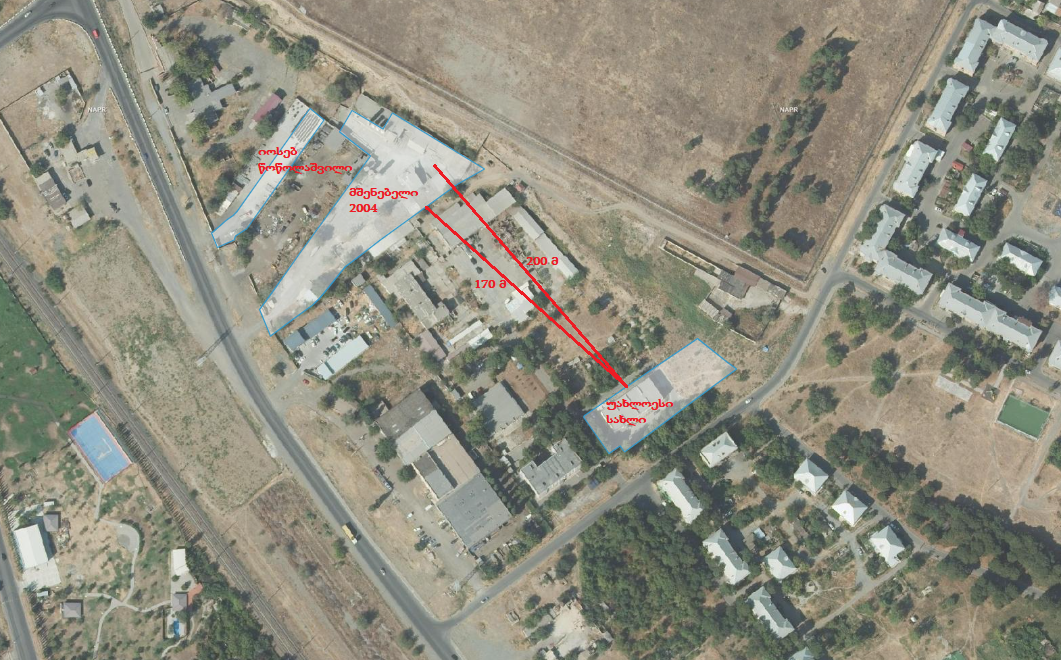 NAPR
NAPR
იოსებ
წოწოლაშვილი
მშენებელი
2004
200 მ
170 მ
უახლოესი
სახლი